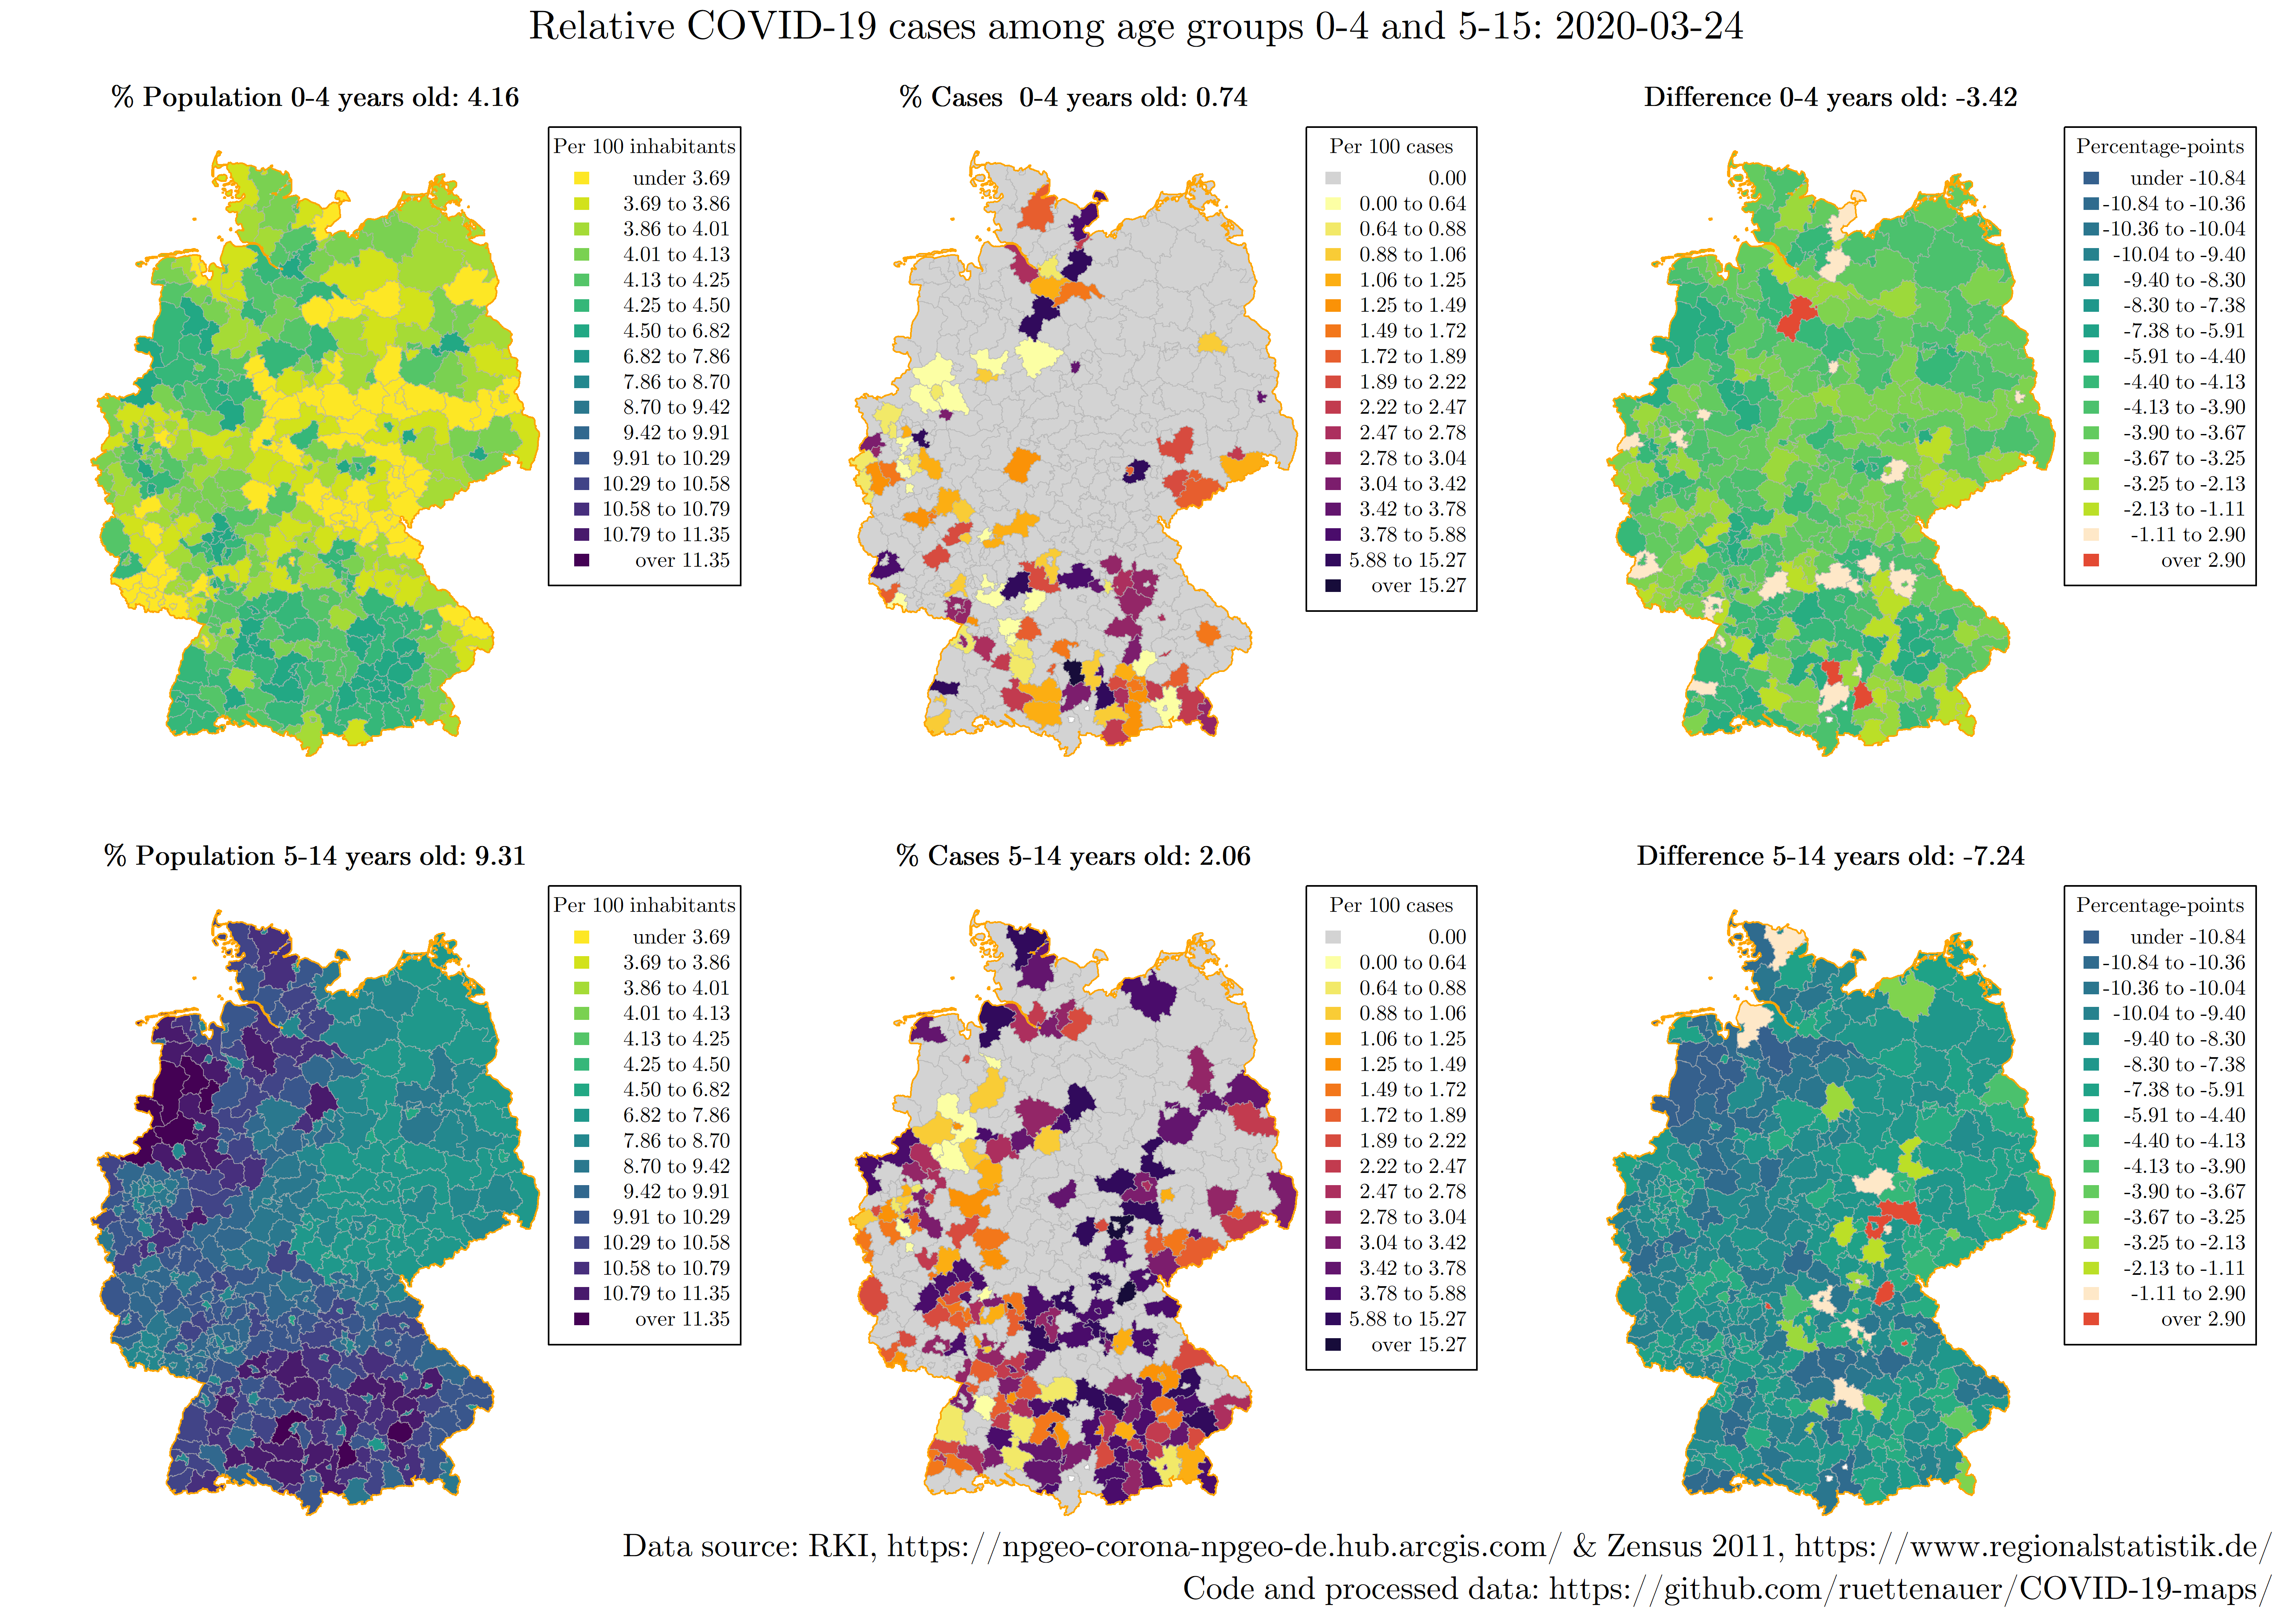 Relative COVID-19 cases among age groups 0-4 and 5-15: 2020-03-24
% Population 0-4 years old: 4.16
Per 100 inhabitants
under 3.69
3.69 to 3.86
3.86 to 4.01
4.01 to 4.13
4.13 to 4.25
4.25 to 4.50
4.50 to 6.82
6.82 to 7.86
7.86 to 8.70
8.70 to 9.42
9.42 to 9.91
9.91 to 10.29
10.29 to 10.58
10.58 to 10.79
10.79 to 11.35
over 11.35
% Cases  0-4 years old: 0.74
Per 100 cases
0.00
0.00 to 0.64
0.64 to 0.88
0.88 to 1.06
1.06 to 1.25
1.25 to 1.49
1.49 to 1.72
1.72 to 1.89
1.89 to 2.22
2.22 to 2.47
2.47 to 2.78
2.78 to 3.04
3.04 to 3.42
3.42 to 3.78
3.78 to 5.88
5.88 to 15.27
over 15.27
Difference 0-4 years old: -3.42
Percentage-points
under -10.84
-10.84 to -10.36
-10.36 to -10.04
-10.04 to -9.40
-9.40 to -8.30
-8.30 to -7.38
-7.38 to -5.91
-5.91 to -4.40
-4.40 to -4.13
-4.13 to -3.90
-3.90 to -3.67
-3.67 to -3.25
-3.25 to -2.13
-2.13 to -1.11
-1.11 to 2.90
over 2.90
% Population 5-14 years old: 9.31
Per 100 inhabitants
under 3.69
3.69 to 3.86
3.86 to 4.01
4.01 to 4.13
4.13 to 4.25
4.25 to 4.50
4.50 to 6.82
6.82 to 7.86
7.86 to 8.70
8.70 to 9.42
9.42 to 9.91
9.91 to 10.29
10.29 to 10.58
10.58 to 10.79
10.79 to 11.35
over 11.35
% Cases 5-14 years old: 2.06
Per 100 cases
0.00
0.00 to 0.64
0.64 to 0.88
0.88 to 1.06
1.06 to 1.25
1.25 to 1.49
1.49 to 1.72
1.72 to 1.89
1.89 to 2.22
2.22 to 2.47
2.47 to 2.78
2.78 to 3.04
3.04 to 3.42
3.42 to 3.78
3.78 to 5.88
5.88 to 15.27
over 15.27
Difference 5-14 years old: -7.24
Percentage-points
under -10.84
-10.84 to -10.36
-10.36 to -10.04
-10.04 to -9.40
-9.40 to -8.30
-8.30 to -7.38
-7.38 to -5.91
-5.91 to -4.40
-4.40 to -4.13
-4.13 to -3.90
-3.90 to -3.67
-3.67 to -3.25
-3.25 to -2.13
-2.13 to -1.11
-1.11 to 2.90
over 2.90
Data source: RKI, https://npgeo-corona-npgeo-de.hub.arcgis.com/ & Zensus 2011, https://www.regionalstatistik.de/
Code and processed data: https://github.com/ruettenauer/COVID-19-maps/